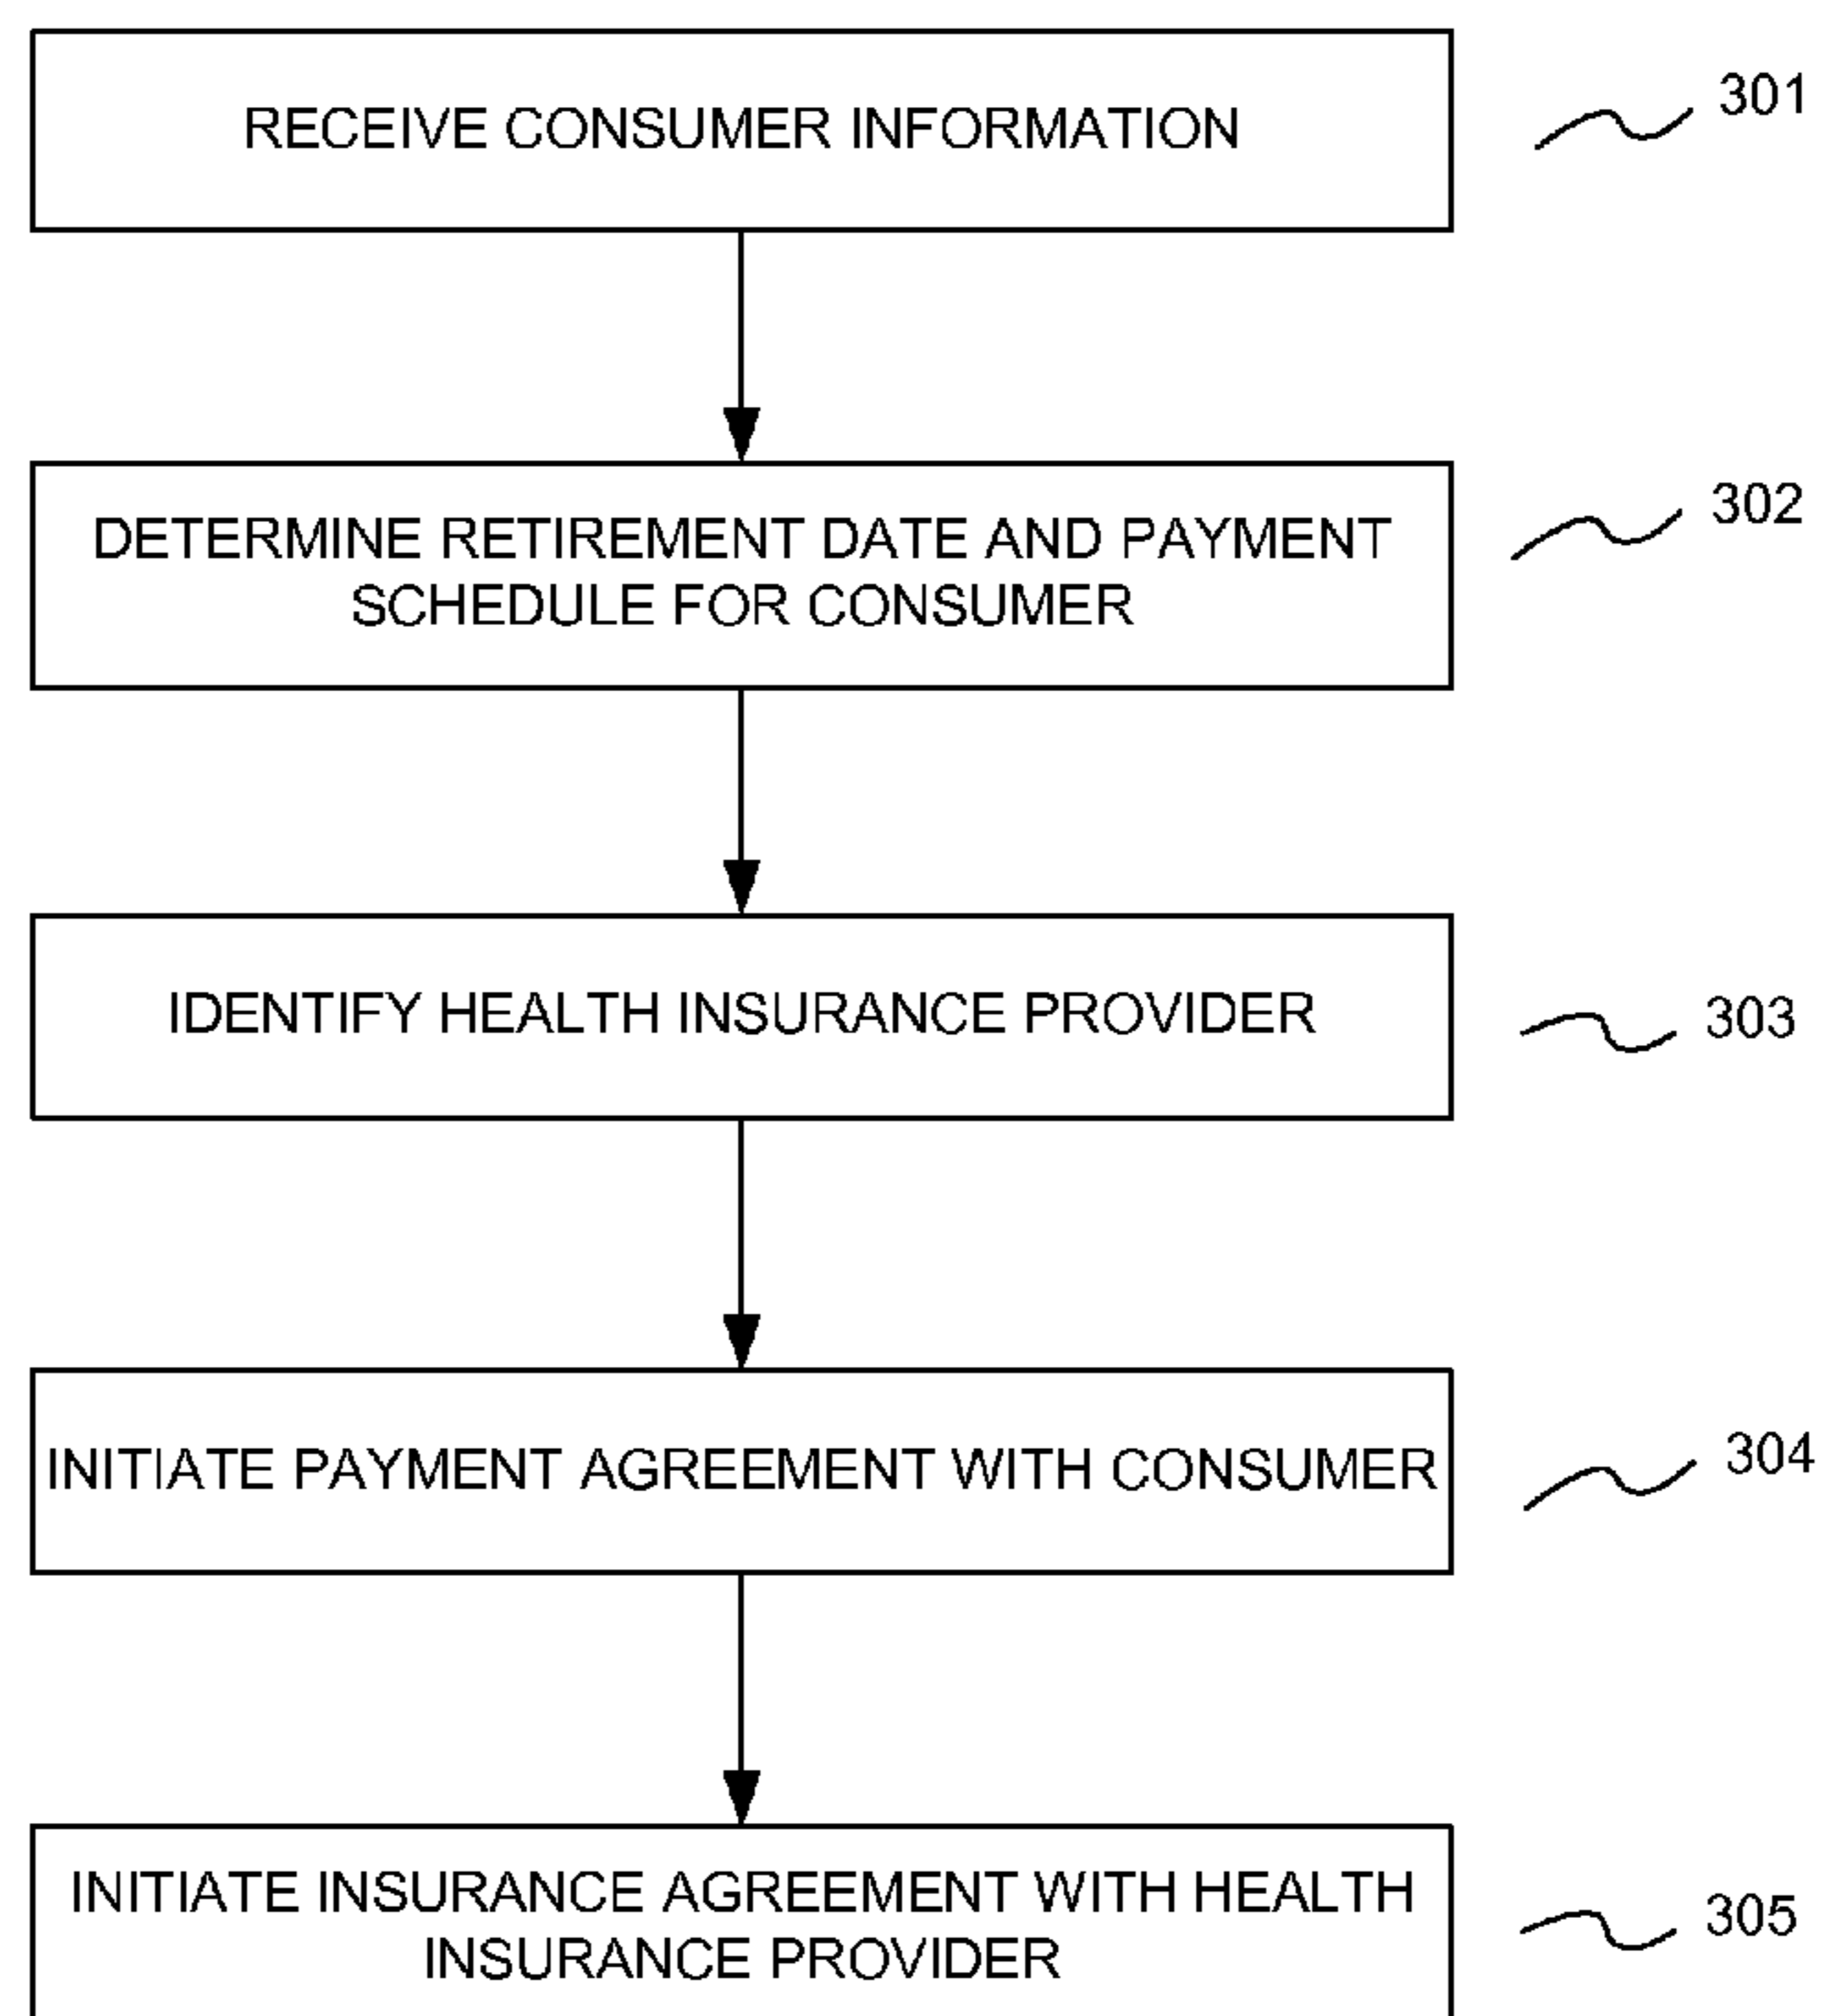 RECEIVE CONSUMER INFORMATION
301
DETERMINE RETIREMENT DATE AND PAYMENT
SCHEDULE FOR CONSUMER
302
IDENTIFY HEALTH INSURANCE PROVIDER
303
INITIATE PAYMENT AGREEMENT WITH CONSUMER
304
INITIATE INSURANCE AGREEMENT WITH HEALTH
INSURANCE PROVIDER
305